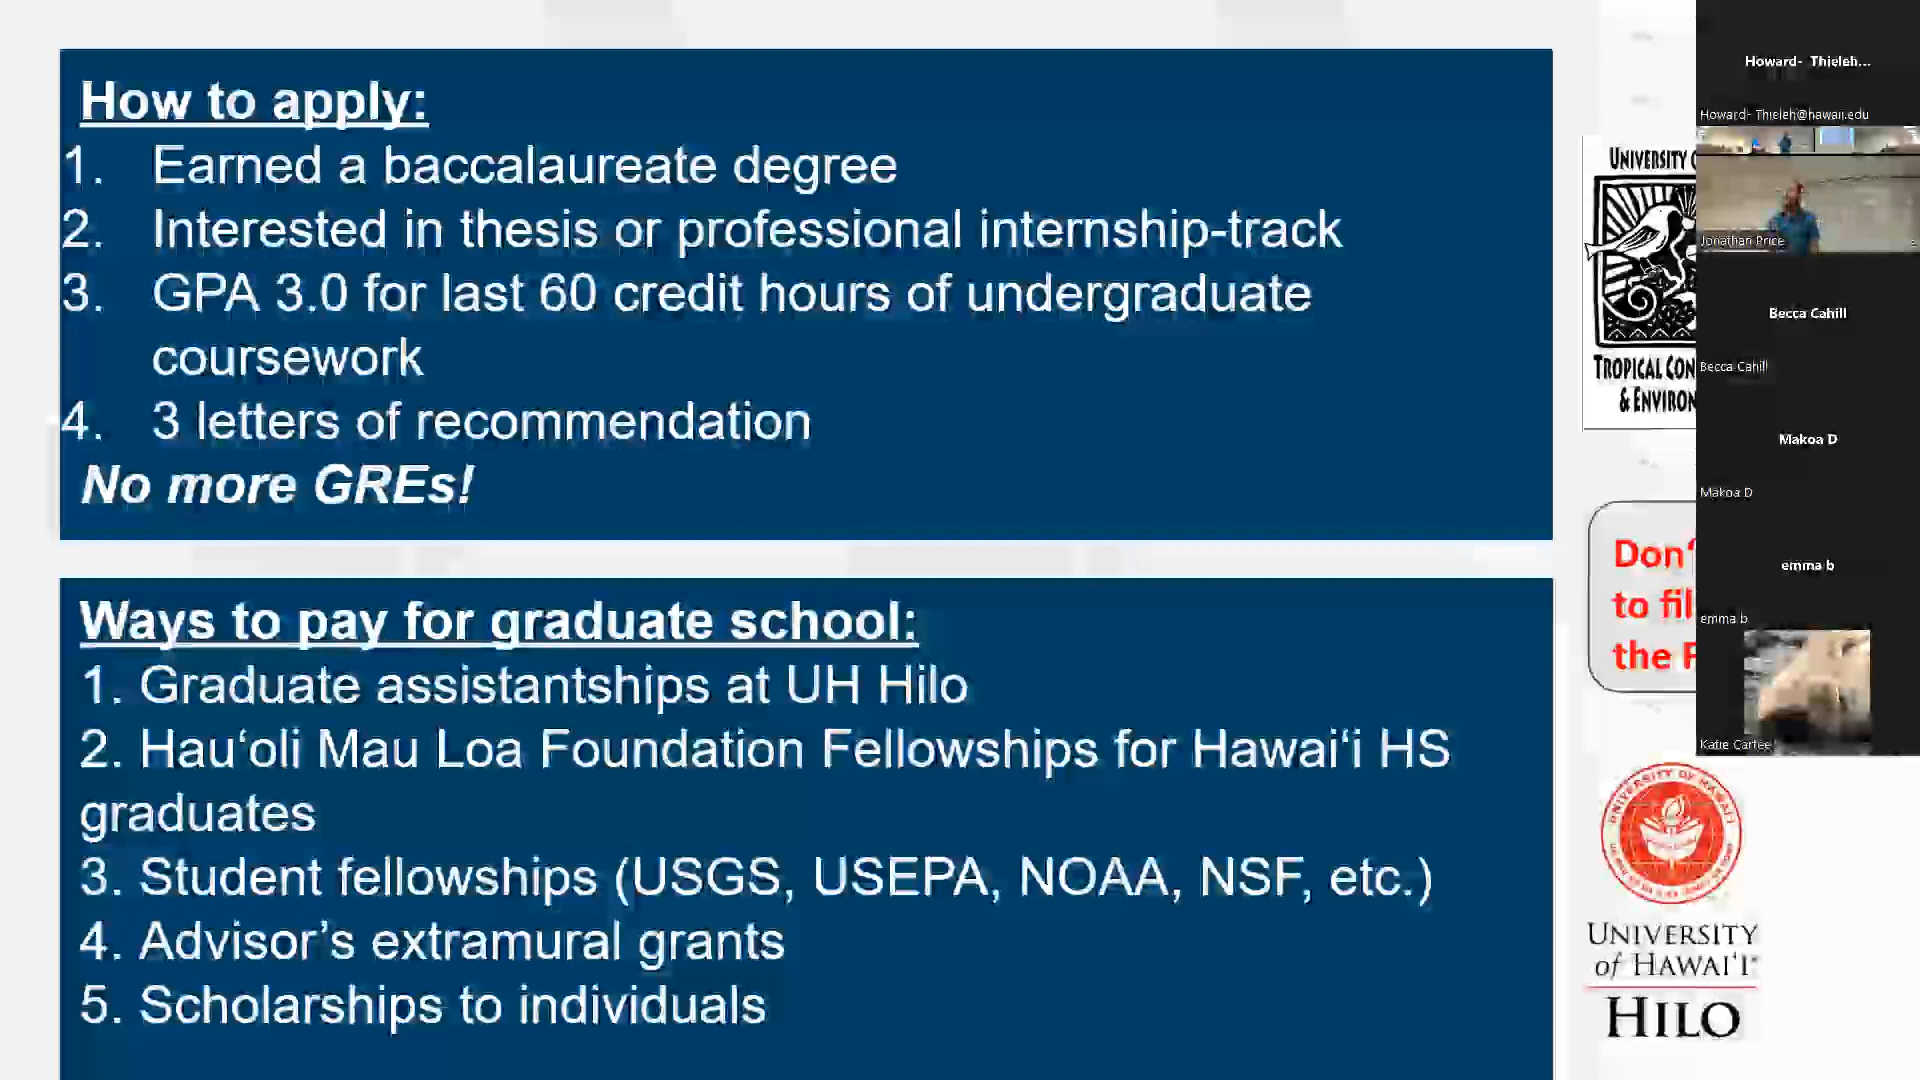 How to apply:
1. Earned a baccalaureate degree
2. Interested in thesis or professional internship-track
3. GPA 3.0 for last 60 credit hours of undergraduate
coursework
4. 3 letters of recommendation
No more GREs!
Ways to pay for graduate school:
1. Graduate assistantships at UH Hilo
2. Hauʻoli Mau Loa Foundation Fellowships for Hawaiʻi HS
graduates
3. Student fellowships (USGS, USEPA, NOAA, NSF, etc.)
4. Advisor’s extramural grants
5. Scholarships to individuals
UNIVERSITY
TROPICAL CON
& ENVIRON
Don‘
to fil
the F
UNIVERSITY
of HAWAIʻI
HILO
Howard- Thieleh...
Howard- Thieleh@hawaii.edu
Jonathan Price
Becca Cahill
Becca Cahill
Makoa D
Makoa D
emma b
emma b
Katie Cartee